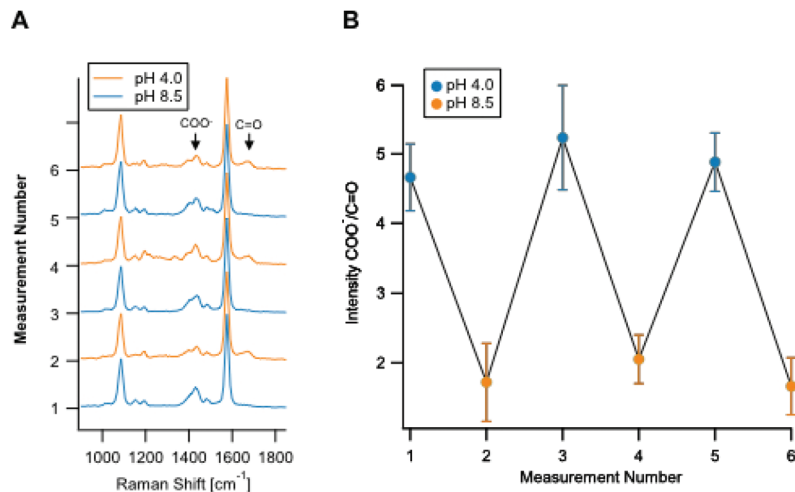 A
pH 4.0
pH 8.5
COO⁻
C=O
6
5
4
3
2
1
Measurement Number
1000 1200 1400 1600 1800
Raman Shift [cm⁻¹]
B
pH 4.0
pH 8.5
6
5
4
3
2
Intensity COO⁻/C=O
1 2 3 4 5 6
Measurement Number